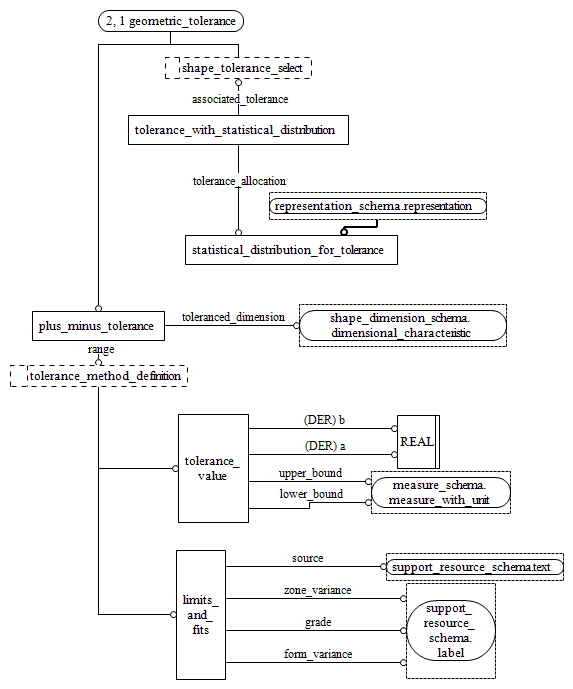 2, 1 geometric_tolerance
shape_tolerance_select
associated_tolerance
tolerance_with_statistical_distribution
tolerance_allocation
representation_schema.representation
statistical_distribution_for_tolerance
plus_minus_tolerance
toleranced_dimension
shape_dimension_schema.
dimensional_characteristic
range
tolerance_method_definition
tolerance_
value
(DER) b
(DER) a
REAL
upper_bound
lower_bound
measure_schema.
measure_with_unit
limits_
and_
fits
source
support_resource_schema.text
zone_variance
grade
form_variance
support_
resource_
schema.
label